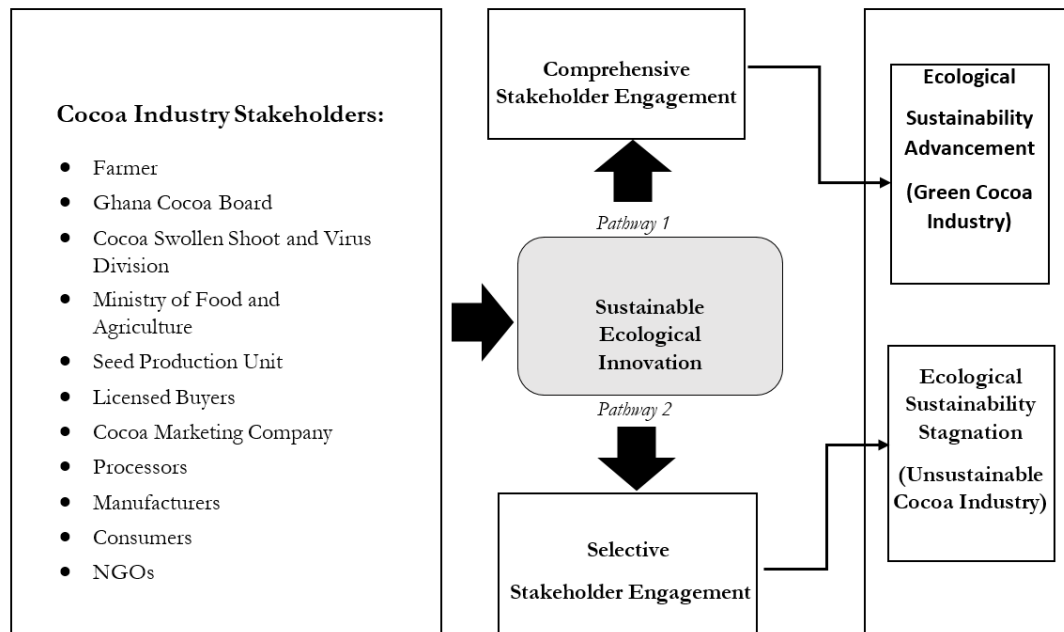 Cocoa Industry Stakeholders:
• Farmer
• Ghana Cocoa Board
• Cocoa Swollen Shoot and Virus
Division
• Ministry of Food and
Agriculture
• Seed Production Unit
• Licensed Buyers
• Cocoa Marketing Company
• Processors
• Manufacturers
• Consumers
• NGOs
Comprehensive
Stakeholder Engagement
Pathway 1
Sustainable
Ecological
Innovation
Pathway 2
Selective
Stakeholder Engagement
Ecological
Sustainability
Advancement
(Green Cocoa
Industry)
Ecological
Sustainability
Stagnation
(Unsustainable
Cocoa Industry)